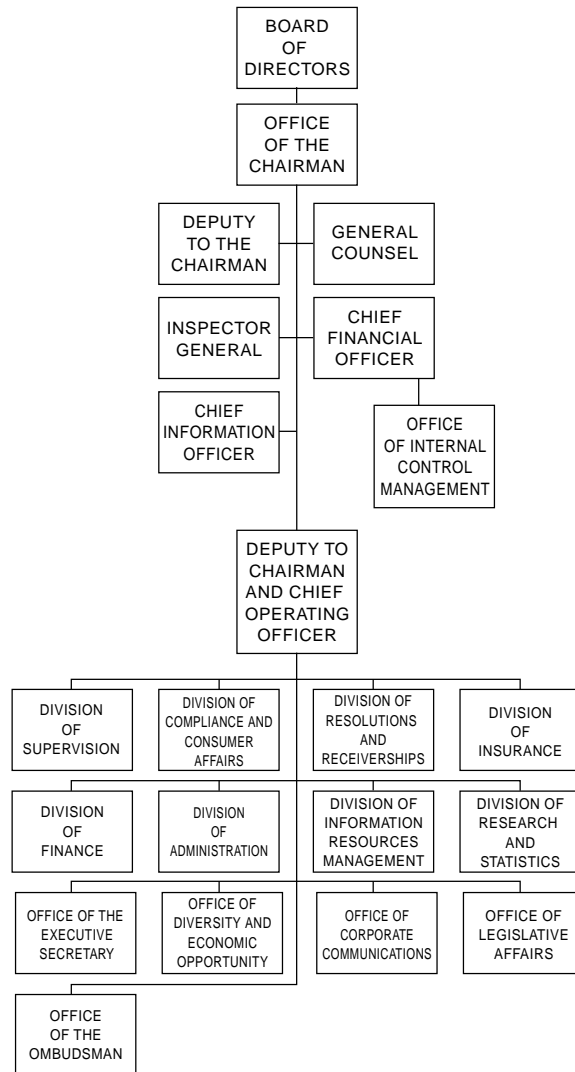 BOARD
OF
DIRECTORS
OFFICE
OF THE
CHAIRMAN
DEPUTY
TO THE
CHAIRMAN
GENERAL
COUNSEL
INSPECTOR
GENERAL
CHIEF
FINANCIAL
OFFICER
CHIEF
INFORMATION
OFFICER
OFFICE
OF INTERNAL
CONTROL
MANAGEMENT
DEPUTY TO
CHAIRMAN
AND CHIEF
OPERATING
OFFICER
DIVISION
OF
SUPERVISION
DIVISION OF
COMPLIANCE AND
CONSUMER
AFFAIRS
DIVISION OF
RESOLUTIONS
AND
RECEIVERSHIPS
DIVISION
OF
INSURANCE
DIVISION
OF
FINANCE
DIVISION
OF
ADMINISTRATION
DIVISION OF
INFORMATION
RESOURCES
MANAGEMENT
DIVISION OF
RESEARCH
AND
STATISTICS
OFFICE OF THE
EXECUTIVE
SECRETARY
OFFICE OF
DIVERSITY AND
ECONOMIC
OPPORTUNITY
OFFICE OF
CORPORATE
COMMUNICATIONS
OFFICE OF
LEGISLATIVE
AFFAIRS
OFFICE
OF THE
OMBUDSMAN